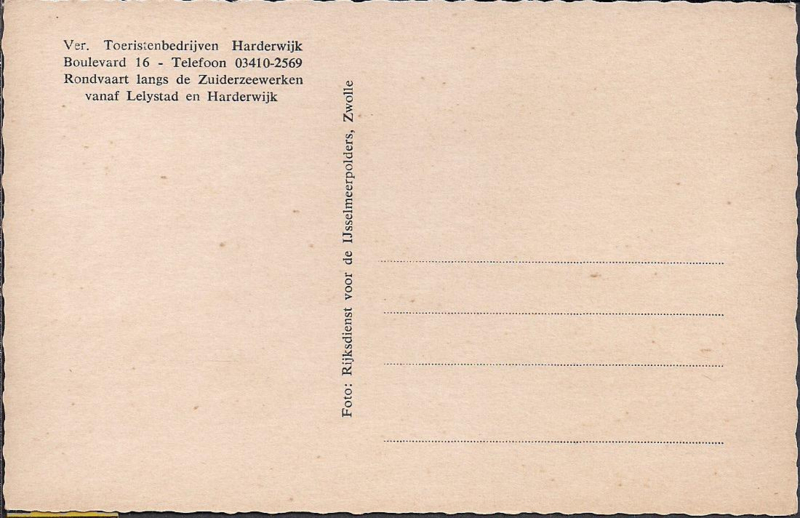 Ver. Toeristenbedrijven Harderwijk
Boulevard 16 - Telefoon 03410-2569
Rondvaart langs de Zuiderzeewerken
vanaf Lelystad en Harderwijk
Foto: Rijksdienst voor de IJsselmeerpolders, Zwolle